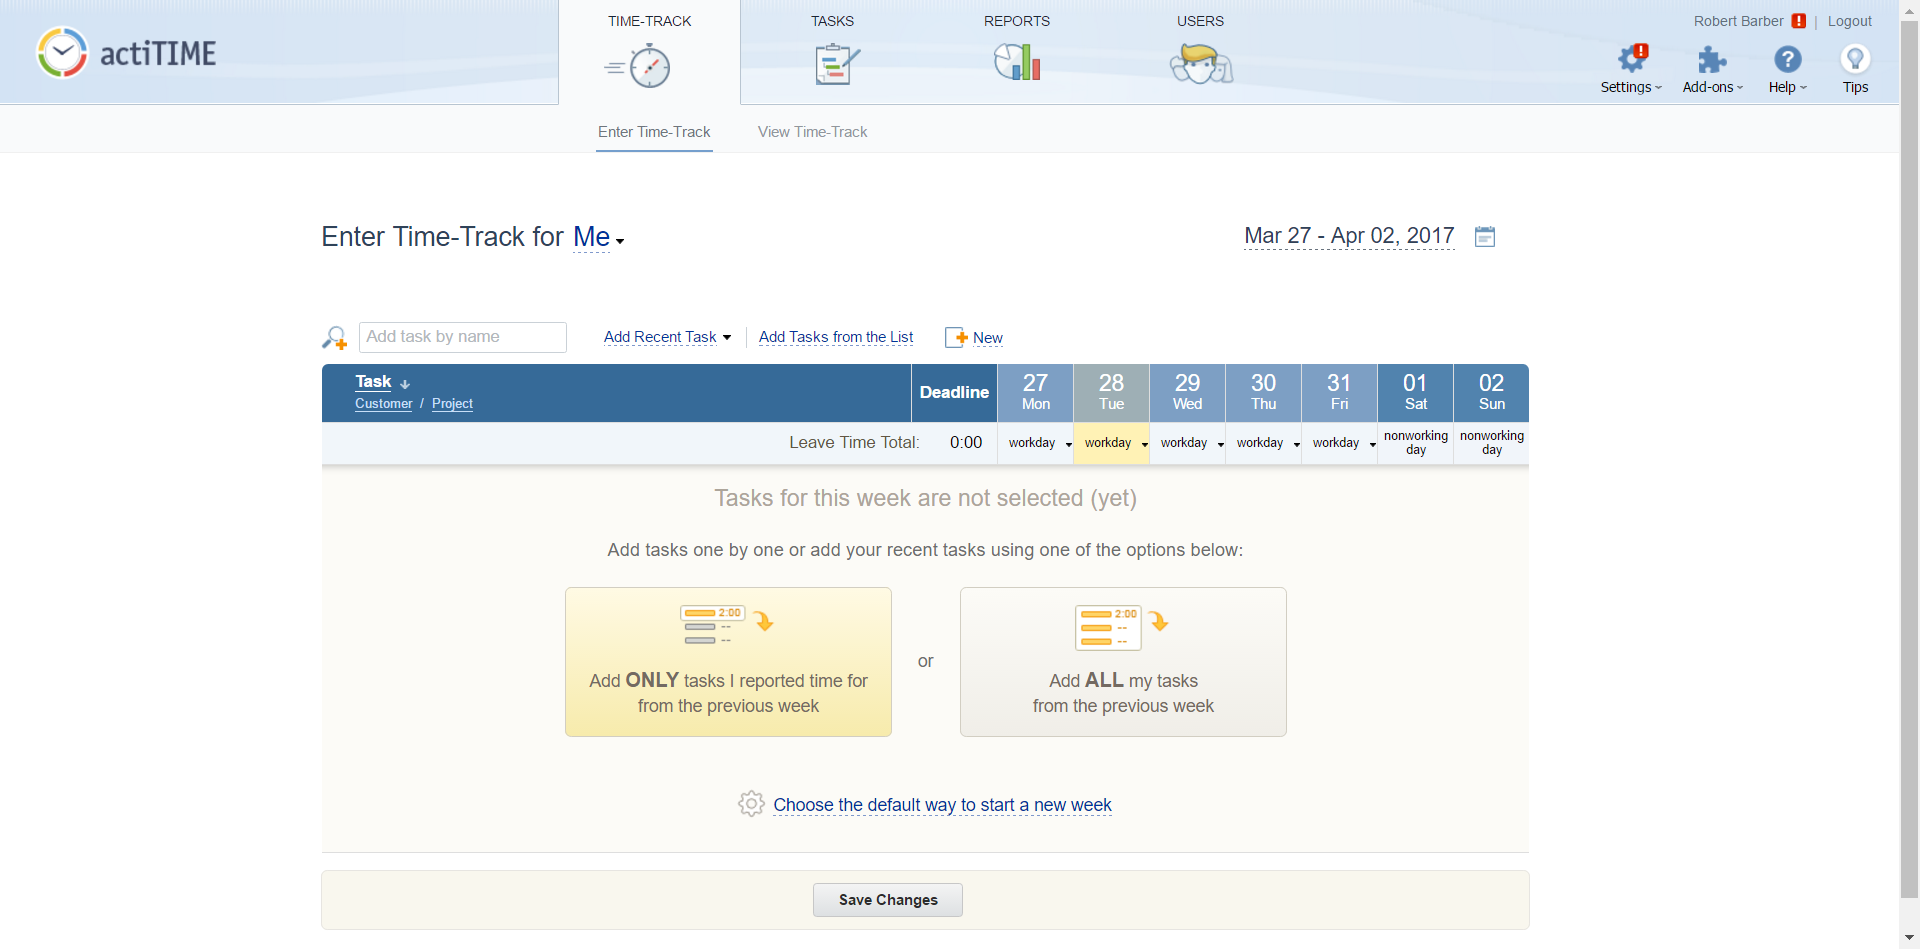 actiTIME
TIME-TRACK
TASKS
REPORTS
USERS
Robert Barber ! | Logout
Settings
Add-ons
Help
Tips
Enter Time-Track
View Time-Track
Enter Time-Track for Me
Mar 27 - Apr 02, 2017
Add task by name
Add Recent Task
Add Tasks from the List
New
Task
Customer / Project
Deadline
27
Mon
28
Tue
29
Wed
30
Thu
31
Fri
01
Sat
02
Sun
Leave Time Total: 0:00
workday
workday
workday
workday
workday
nonworking
day
nonworking
day
Tasks for this week are not selected (yet)
Add tasks one by one or add your recent tasks using one of the options below:
2:00
--
--
Add ONLY tasks I reported time for
from the previous week
or
2:00
--
--
Add ALL my tasks
from the previous week
Choose the default way to start a new week
Save Changes